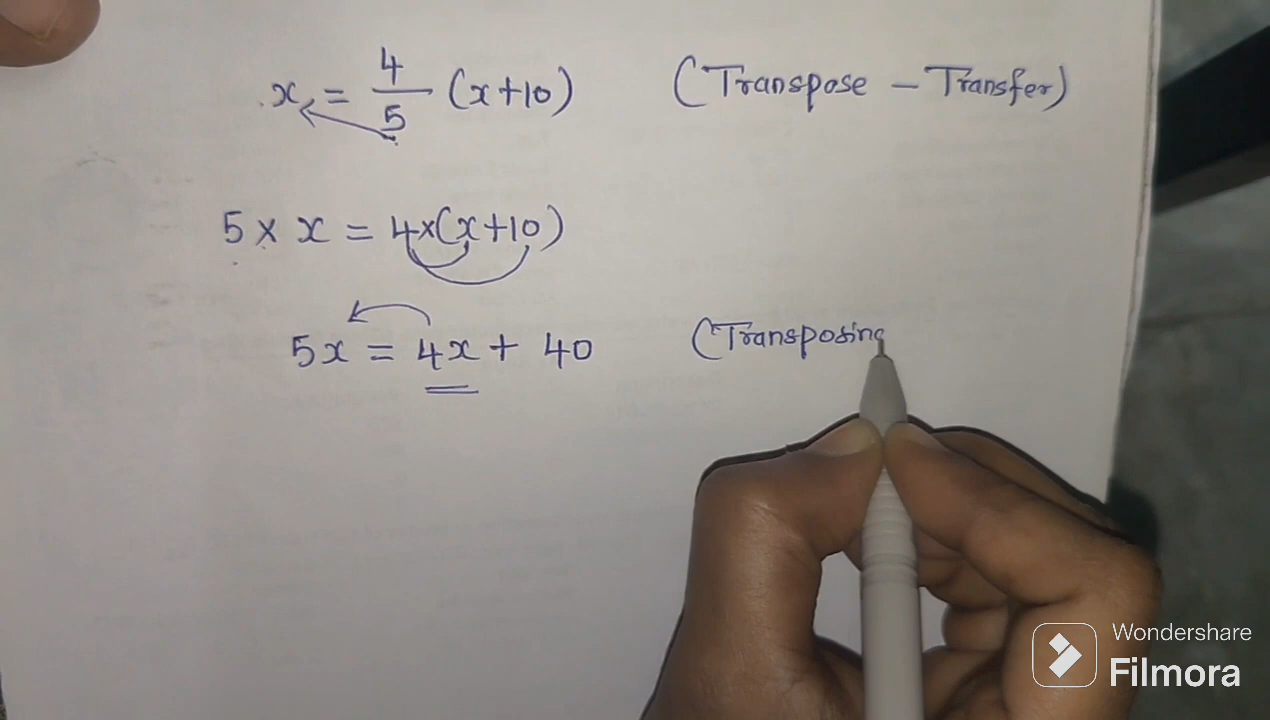 x = 4/5 (x+10) (Transpose - Transfer)
5 × x = 4×(x+10)
5x = 4x + 40 (Transposing
Wondershare
Filmora